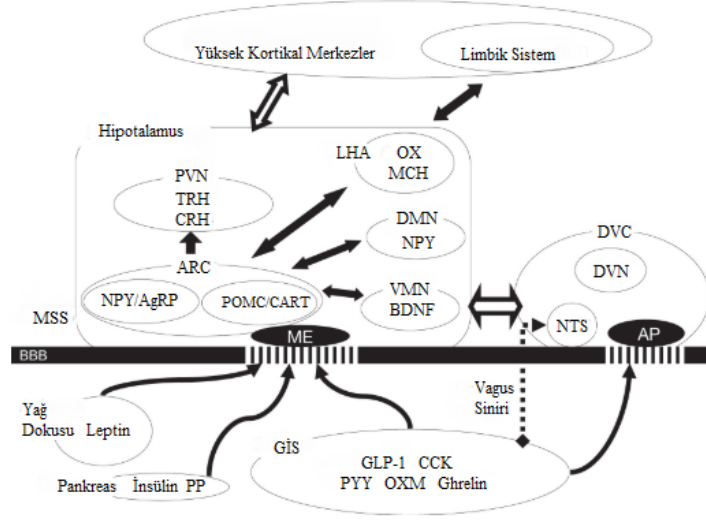 Yüksek Kortikal Merkezler
Limbik Sistem
Hipotalamus
LHA OX
MCH
PVN
TRH
CRH
DMN
NPY
DVC
DVN
ARC
NPY/AgRP
POMC/CART
VMN
BDNF
MSS
NTS
ME
AP
BBB
Vagus
Siniri
Yağ
Dokusu Leptin
GİS
GLP-1 CCK
PYY OXM Ghrelin
Pankreas İnsülin PP